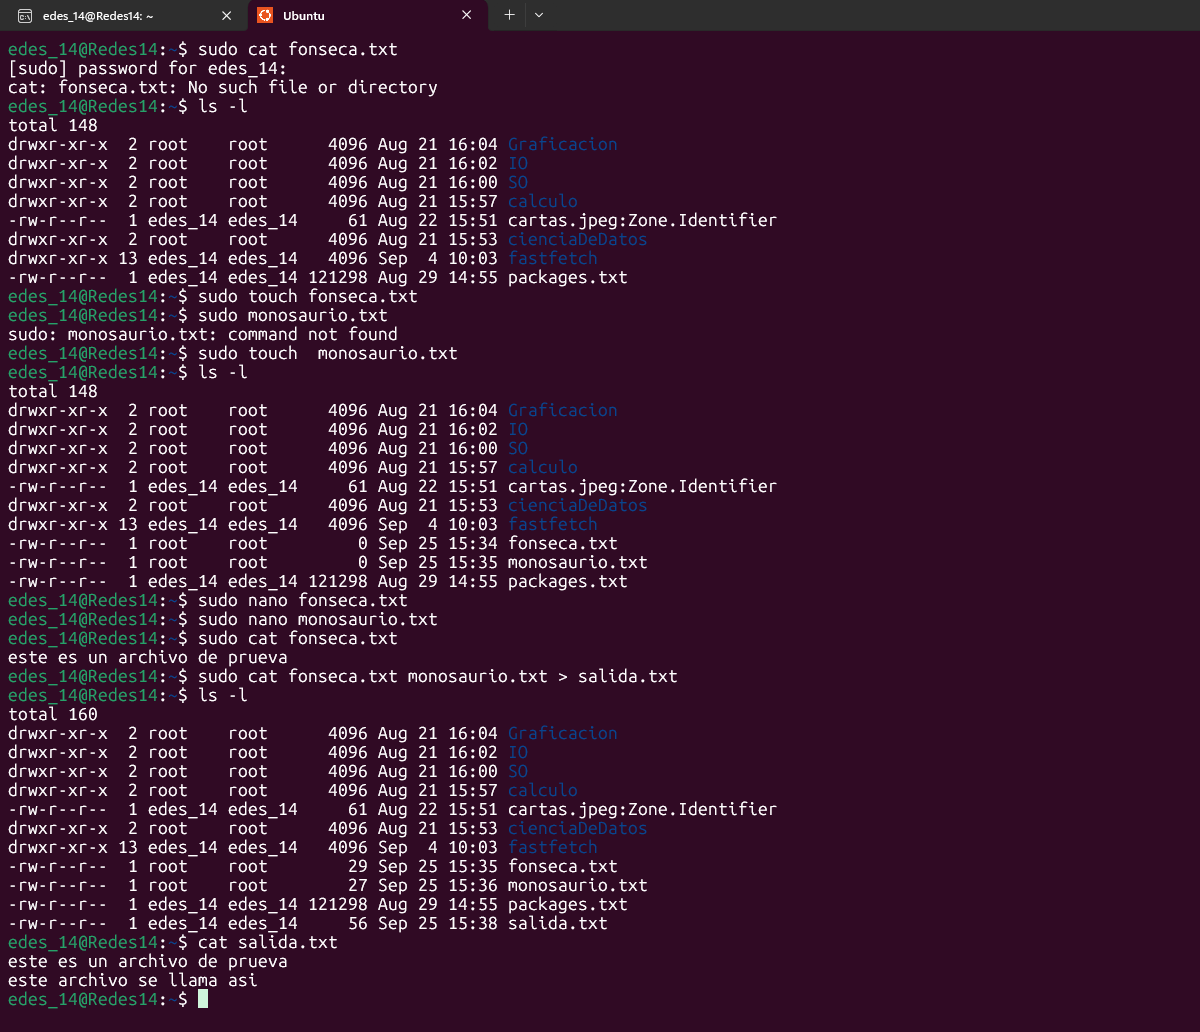 edes_14@Redes14: ~
Ubuntu
edes_14@Redes14:~$ sudo cat fonseca.txt
[sudo] password for edes_14:
cat: fonseca.txt: No such file or directory
edes_14@Redes14:~$ ls -l
total 148
drwxr-xr-x  2 root    root      4096 Aug 21 16:04 Graficacion
drwxr-xr-x  2 root    root      4096 Aug 21 16:02 IO
drwxr-xr-x  2 root    root      4096 Aug 21 16:00 SO
drwxr-xr-x  2 root    root      4096 Aug 21 15:57 calculo
-rw-r--r--  1 edes_14 edes_14     61 Aug 22 15:51 cartas.jpeg:Zone.Identifier
drwxr-xr-x  2 root    root      4096 Aug 21 15:53 cienciaDeDatos
drwxr-xr-x 13 edes_14 edes_14   4096 Sep  4 10:03 fastfetch
-rw-r--r--  1 edes_14 edes_14 121298 Aug 29 14:55 packages.txt
edes_14@Redes14:~$ sudo touch fonseca.txt
edes_14@Redes14:~$ sudo monosaurio.txt
sudo: monosaurio.txt: command not found
edes_14@Redes14:~$ sudo touch  monosaurio.txt
edes_14@Redes14:~$ ls -l
total 148
drwxr-xr-x  2 root    root      4096 Aug 21 16:04 Graficacion
drwxr-xr-x  2 root    root      4096 Aug 21 16:02 IO
drwxr-xr-x  2 root    root      4096 Aug 21 16:00 SO
drwxr-xr-x  2 root    root      4096 Aug 21 15:57 calculo
-rw-r--r--  1 edes_14 edes_14     61 Aug 22 15:51 cartas.jpeg:Zone.Identifier
drwxr-xr-x  2 root    root      4096 Aug 21 15:53 cienciaDeDatos
drwxr-xr-x 13 edes_14 edes_14   4096 Sep  4 10:03 fastfetch
-rw-r--r--  1 root    root         0 Sep 25 15:34 fonseca.txt
-rw-r--r--  1 root    root         0 Sep 25 15:35 monosaurio.txt
-rw-r--r--  1 edes_14 edes_14 121298 Aug 29 14:55 packages.txt
edes_14@Redes14:~$ sudo nano fonseca.txt
edes_14@Redes14:~$ sudo nano monosaurio.txt
edes_14@Redes14:~$ sudo cat fonseca.txt
este es un archivo de prueva
edes_14@Redes14:~$ sudo cat fonseca.txt monosaurio.txt > salida.txt
edes_14@Redes14:~$ ls -l
total 160
drwxr-xr-x  2 root    root      4096 Aug 21 16:04 Graficacion
drwxr-xr-x  2 root    root      4096 Aug 21 16:02 IO
drwxr-xr-x  2 root    root      4096 Aug 21 16:00 SO
drwxr-xr-x  2 root    root      4096 Aug 21 15:57 calculo
-rw-r--r--  1 edes_14 edes_14     61 Aug 22 15:51 cartas.jpeg:Zone.Identifier
drwxr-xr-x  2 root    root      4096 Aug 21 15:53 cienciaDeDatos
drwxr-xr-x 13 edes_14 edes_14   4096 Sep  4 10:03 fastfetch
-rw-r--r--  1 root    root        29 Sep 25 15:35 fonseca.txt
-rw-r--r--  1 root    root        27 Sep 25 15:36 monosaurio.txt
-rw-r--r--  1 edes_14 edes_14 121298 Aug 29 14:55 packages.txt
-rw-r--r--  1 edes_14 edes_14     56 Sep 25 15:38 salida.txt
edes_14@Redes14:~$ cat salida.txt
este es un archivo de prueva
este archivo se llama asi
edes_14@Redes14:~$